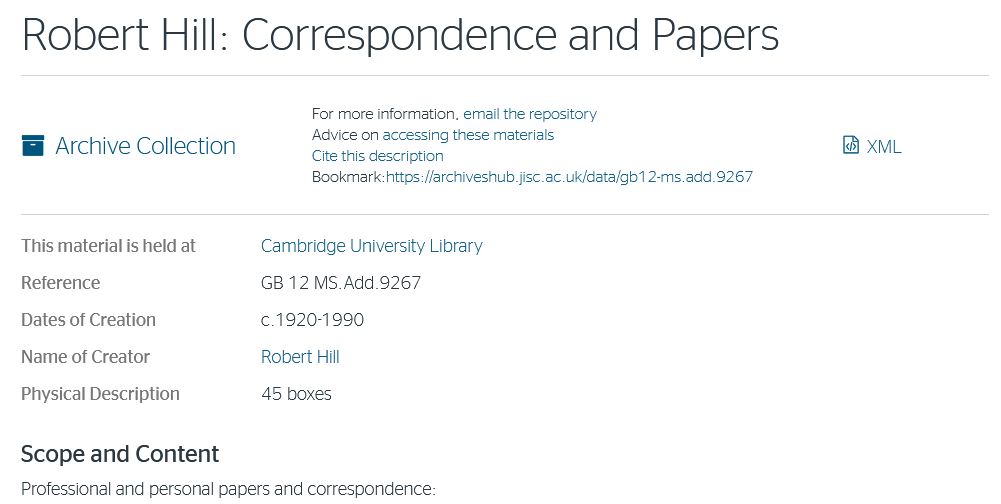 Robert Hill: Correspondence and Papers
Archive Collection
For more information, email the repository
Advice on accessing these materials
Cite this description
Bookmark:https://archiveshub.jisc.ac.uk/data/gb12-ms.add.9267
XML
This material is held at Cambridge University Library
Reference GB 12 MS.Add.9267
Dates of Creation c.1920-1990
Name of Creator Robert Hill
Physical Description 45 boxes
Scope and Content
Professional and personal papers and correspondence: